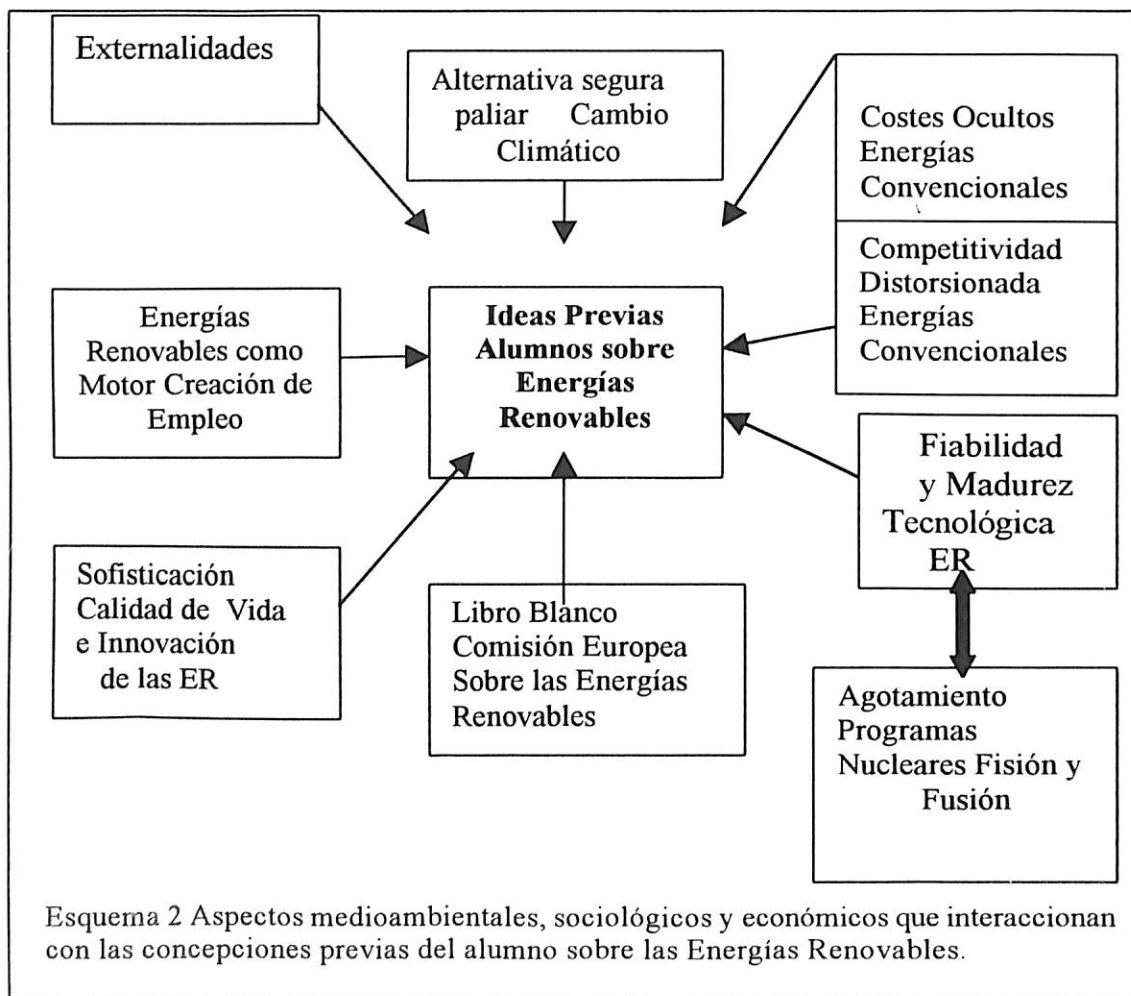 Externalidades
Alternativa segura
paliar Cambio
Climático
Costes Ocultos
Energías
Convencionales
Competitividad
Distorsionada
Energías
Convencionales
Energías
Renovables como
Motor Creación de
Empleo
Ideas Previas
Alumnos sobre
Energías
Renovables
Fiabilidad
y Madurez
Tecnológica
ER
Sofisticación
Calidad de Vida
e Innovación
de las ER
Libro Blanco
Comisión Europea
Sobre las Energías
Renovables
Agotamiento
Programas
Nucleares Fisión y
Fusión
Esquema 2 Aspectos medioambientales, sociológicos y económicos que interaccionan
con las concepciones previas del alumno sobre las Energías Renovables.